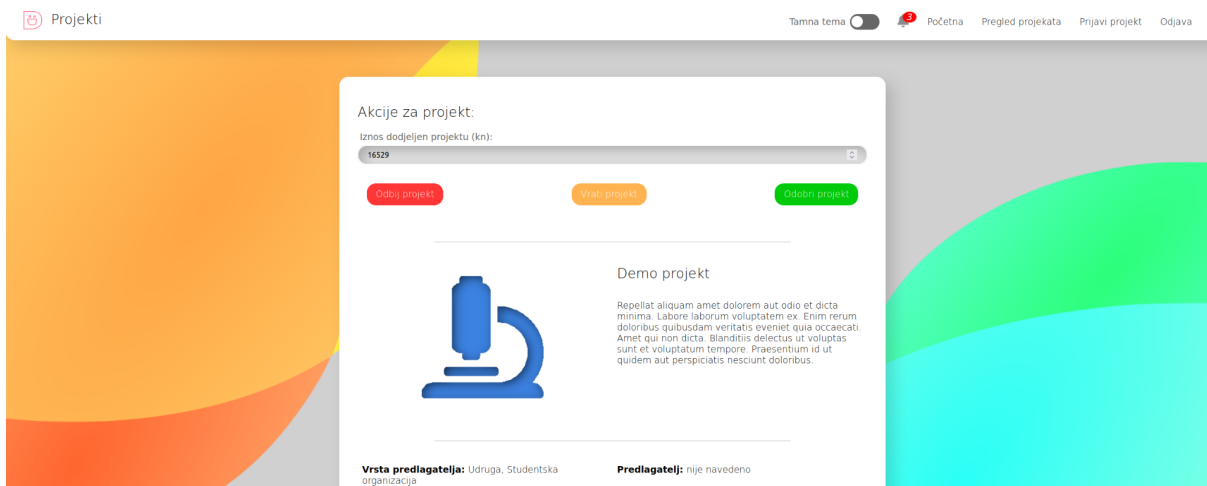 Projekti
Tamna tema
3
Početna
Pregled projekata
Prijavi projekt
Odjava
Akcije za projekt:
Iznos dodjeljen projektu (kn):
16529
Odbij projekt
Vrati projekt
Odobri projekt
Demo projekt
Repellat aliquam amet dolorem aut odio et dicta
minima. Labore laborum voluptatem ex. Enim rerum
doloribus quibusdam veritatis eveniet quia occaecati.
Amet qui non dicta. Blanditiis delectus ut voluptas
sunt et voluptatum tempore. Praesentium id ut
quidem aut perspiciatis nesciunt doloribus.
Vrsta predlagatelja: Udruga, Studentska
organizacija
Predlagatelj: nije navedeno